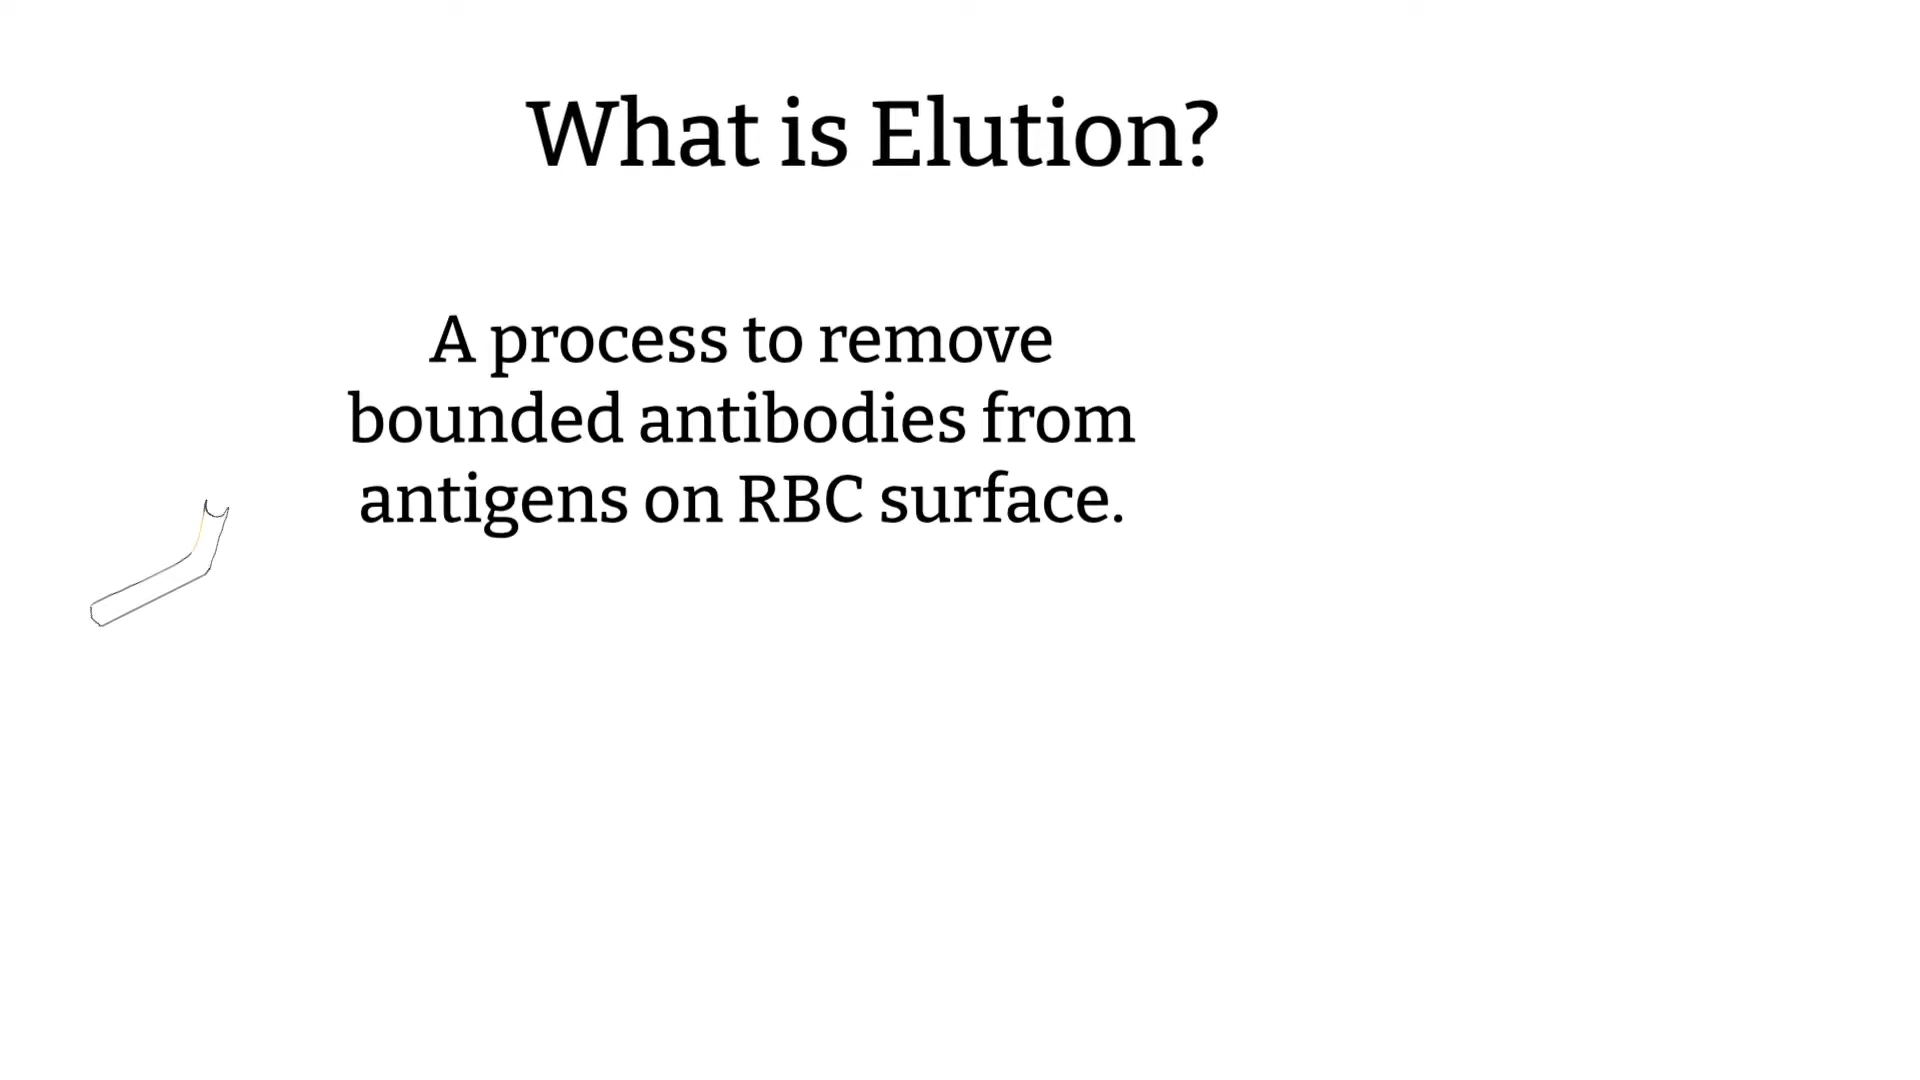 What is Elution?
A process to remove
bounded antibodies from
antigens on RBC surface.